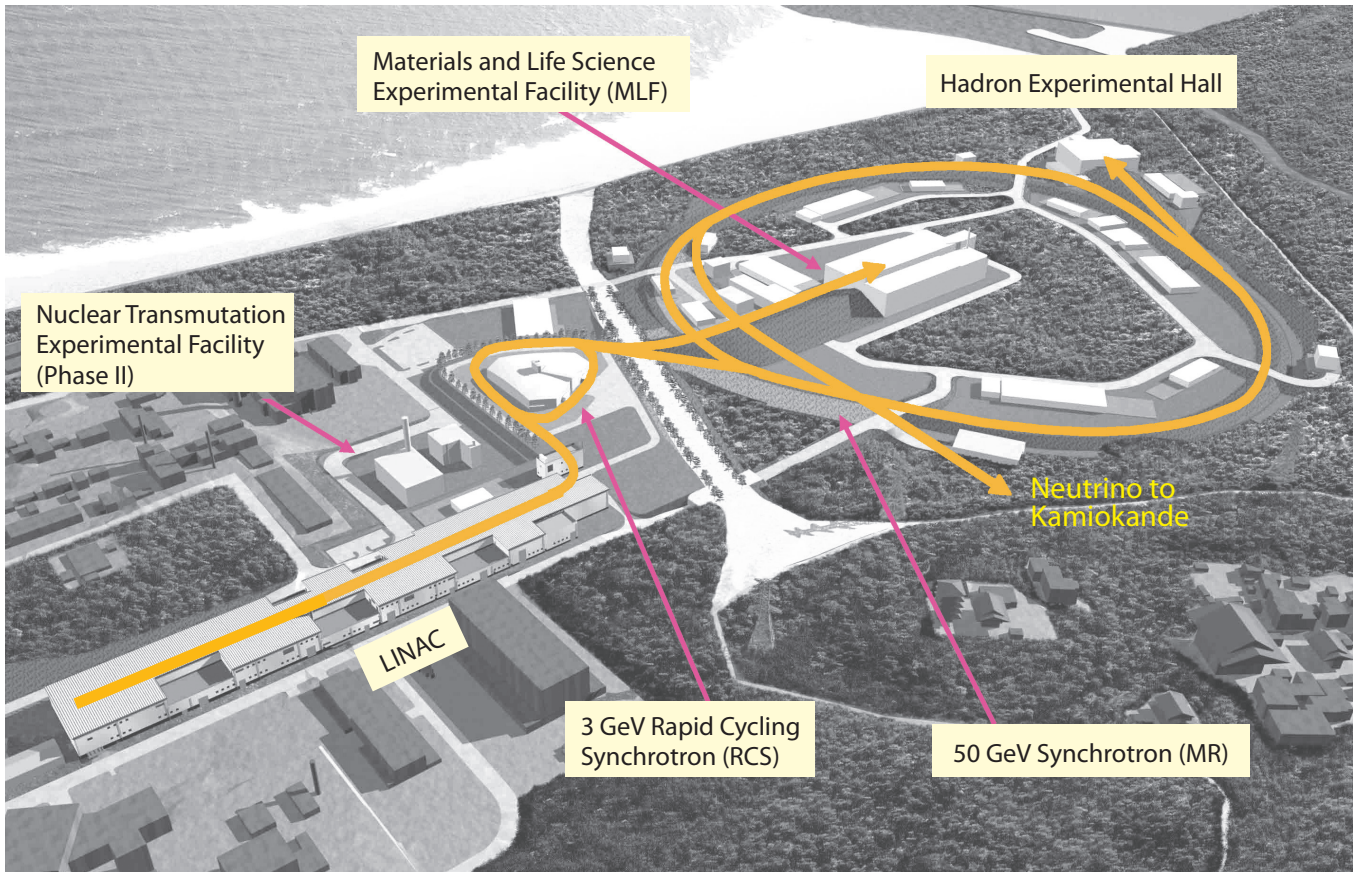 Materials and Life Science
Experimental Facility (MLF)
Hadron Experimental Hall
Nuclear Transmutation
Experimental Facility
(Phase II)
Neutrino to
Kamiokande
LINAC
3 GeV Rapid Cycling
Synchrotron (RCS)
50 GeV Synchrotron (MR)